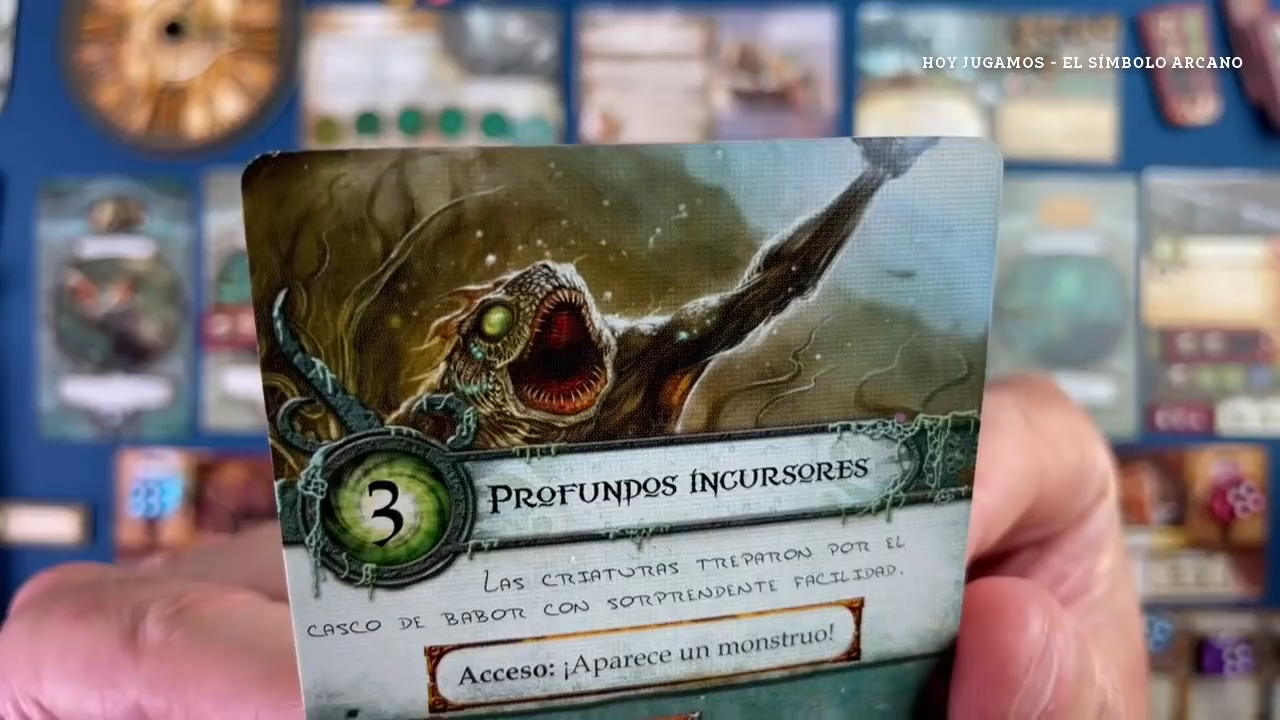 HOY JUGAMOS - EL SÍMBOLO ARCANO
3
PROFUNDOS INCURSORES
LAS CRIATURAS TREPARON POR EL
CASCO DE BABOR CON SORPRENDENTE FACILIDAD.
Acceso: ¡Aparece un monstruo!